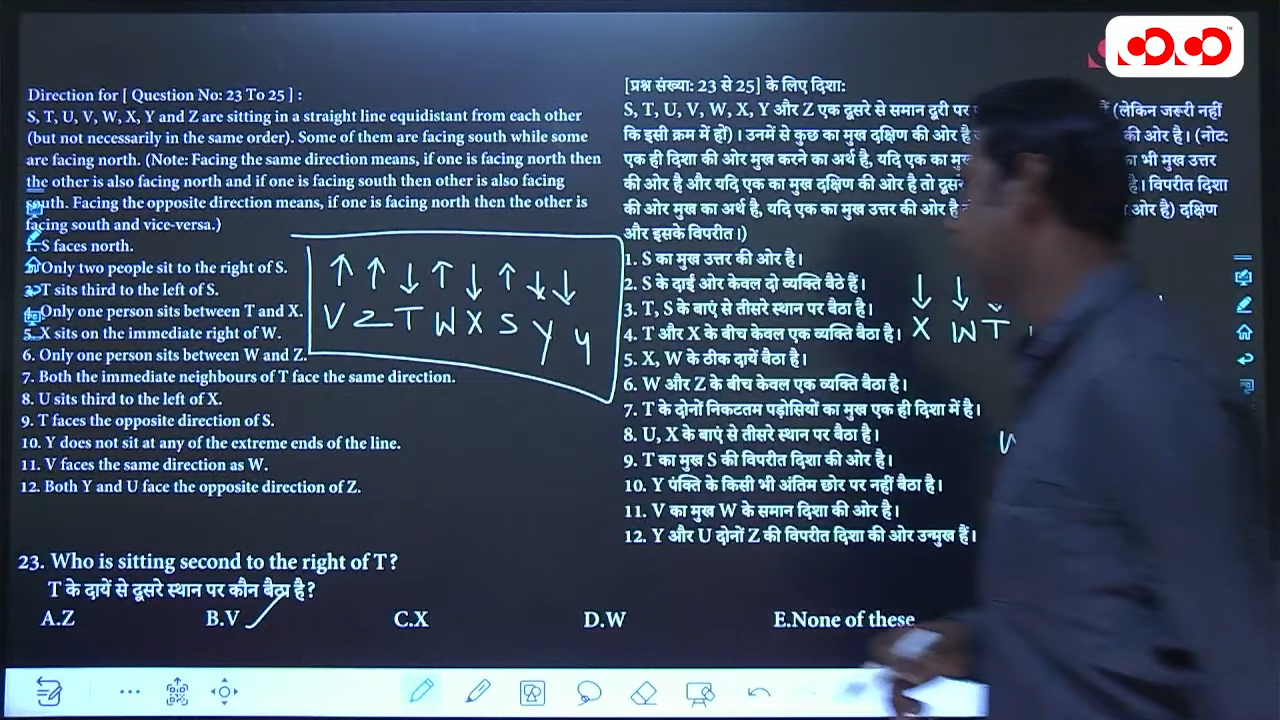 Direction for [ Question No: 23 To 25 ] :
S, T, U, V, W, X, Y and Z are sitting in a straight line equidistant from each other
(but not necessarily in the same order). Some of them are facing south while some
are facing north. (Note: Facing the same direction means, if one is facing north then
the other is also facing north and if one is facing south then other is also facing
south. Facing the opposite direction means, if one is facing north then the other is
facing south and vice-versa.)
1. S faces north.
2. Only two people sit to the right of S.
3. T sits third to the left of S.
4. Only one person sits between T and X.
5. X sits on the immediate right of W.
6. Only one person sits between W and Z.
7. Both the immediate neighbours of T face the same direction.
8. U sits third to the left of X.
9. T faces the opposite direction of S.
10. Y does not sit at any of the extreme ends of the line.
11. V faces the same direction as W.
12. Both Y and U face the opposite direction of Z.
↑ ↑ ↓ ↑ ↓ ↑ ↓ ↓
V Z T W X S Y
[प्रश्न संख्या: 23 से 25] के लिए दिशा:
S, T, U, V, W, X, Y और Z एक दूसरे से समान दूरी पर (लेकिन जरूरी नहीं
कि इसी क्रम में हों)। उनमें से कुछ का मुख दक्षिण की ओर है की ओर है। (नोट:
एक ही दिशा की ओर मुख करने का अर्थ है, यदि एक का मुख भी मुख उत्तर
की ओर है और यदि एक का मुख दक्षिण की ओर है तो है। विपरीत दिशा
की ओर मुख का अर्थ है, यदि एक का मुख उत्तर की ओर है ओर है) दक्षिण
और इसके विपरीत।)
1. S का मुख उत्तर की ओर है।
2. S के दाईं ओर केवल दो व्यक्ति बैठे हैं।
3. T, S के बाएं से तीसरे स्थान पर बैठा है।
4. T और X के बीच केवल एक व्यक्ति बैठा है।
5. X, W के ठीक दायें बैठा है।
6. W और Z के बीच केवल एक व्यक्ति बैठा है।
7. T के दोनों निकटतम पड़ोसियों का मुख एक ही दिशा में है।
8. U, X के बाएं से तीसरे स्थान पर बैठा है।
9. T का मुख S की विपरीत दिशा की ओर है।
10. Y पंक्ति के किसी भी अंतिम छोर पर नहीं बैठा है।
11. V का मुख W के समान दिशा की ओर है।
12. Y और U दोनों Z की विपरीत दिशा की ओर उन्मुख हैं।
↓ ↓
X W T
23. Who is sitting second to the right of T?
T के दायें से दूसरे स्थान पर कौन बैठा है?
A.Z B.V C.X D.W E.None of these